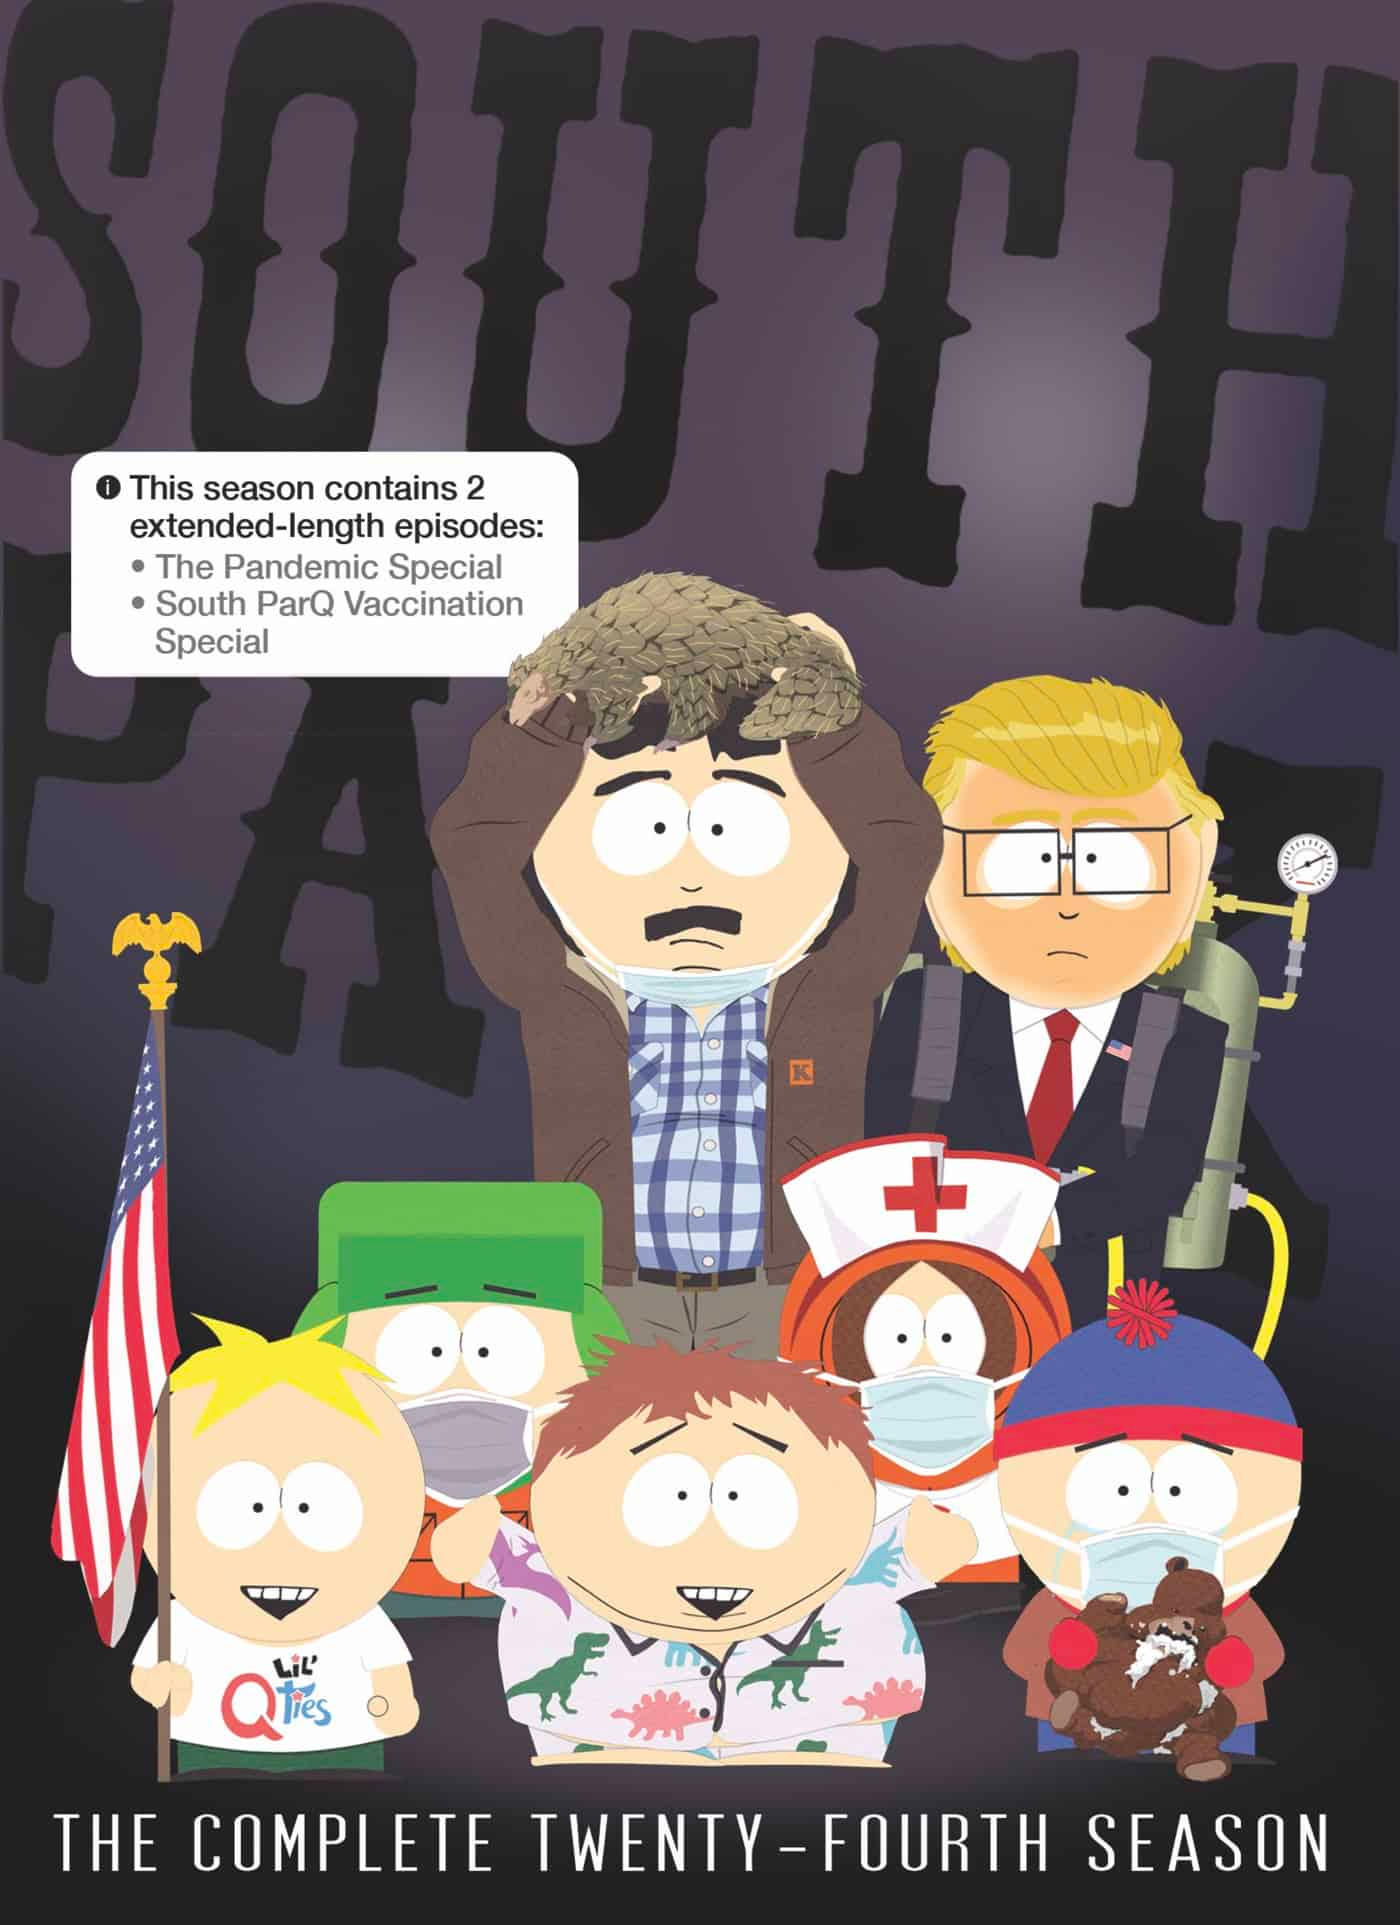 SOUTH
PARK
i This season contains 2
extended-length episodes:
• The Pandemic Special
• South ParQ Vaccination
Special
K
LiL'
QTies
THE COMPLETE TWENTY-FOURTH SEASON